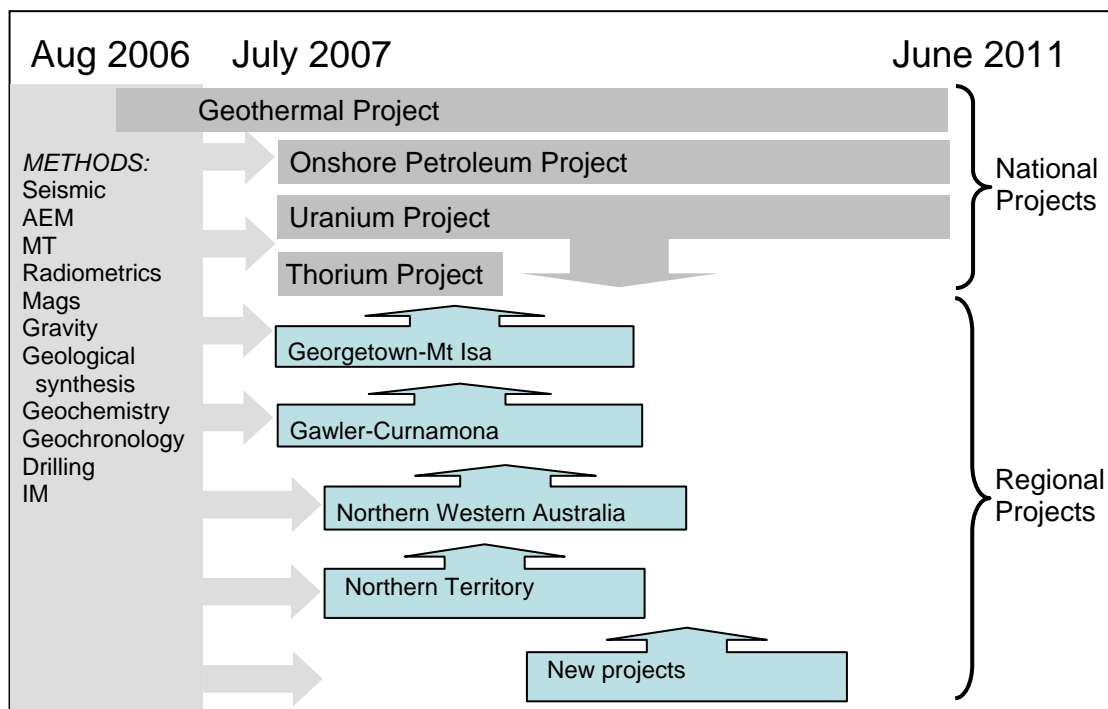 Aug 2006 July 2007 June 2011
Geothermal Project
METHODS:
Seismic
AEM
MT
Radiometrics
Mags
Gravity
Geological
synthesis
Geochemistry
Geochronology
Drilling
IM
Onshore Petroleum Project
Uranium Project
Thorium Project
National
Projects
Georgetown-Mt Isa
Gawler-Curnamona
Northern Western Australia
Northern Territory
New projects
Regional
Projects